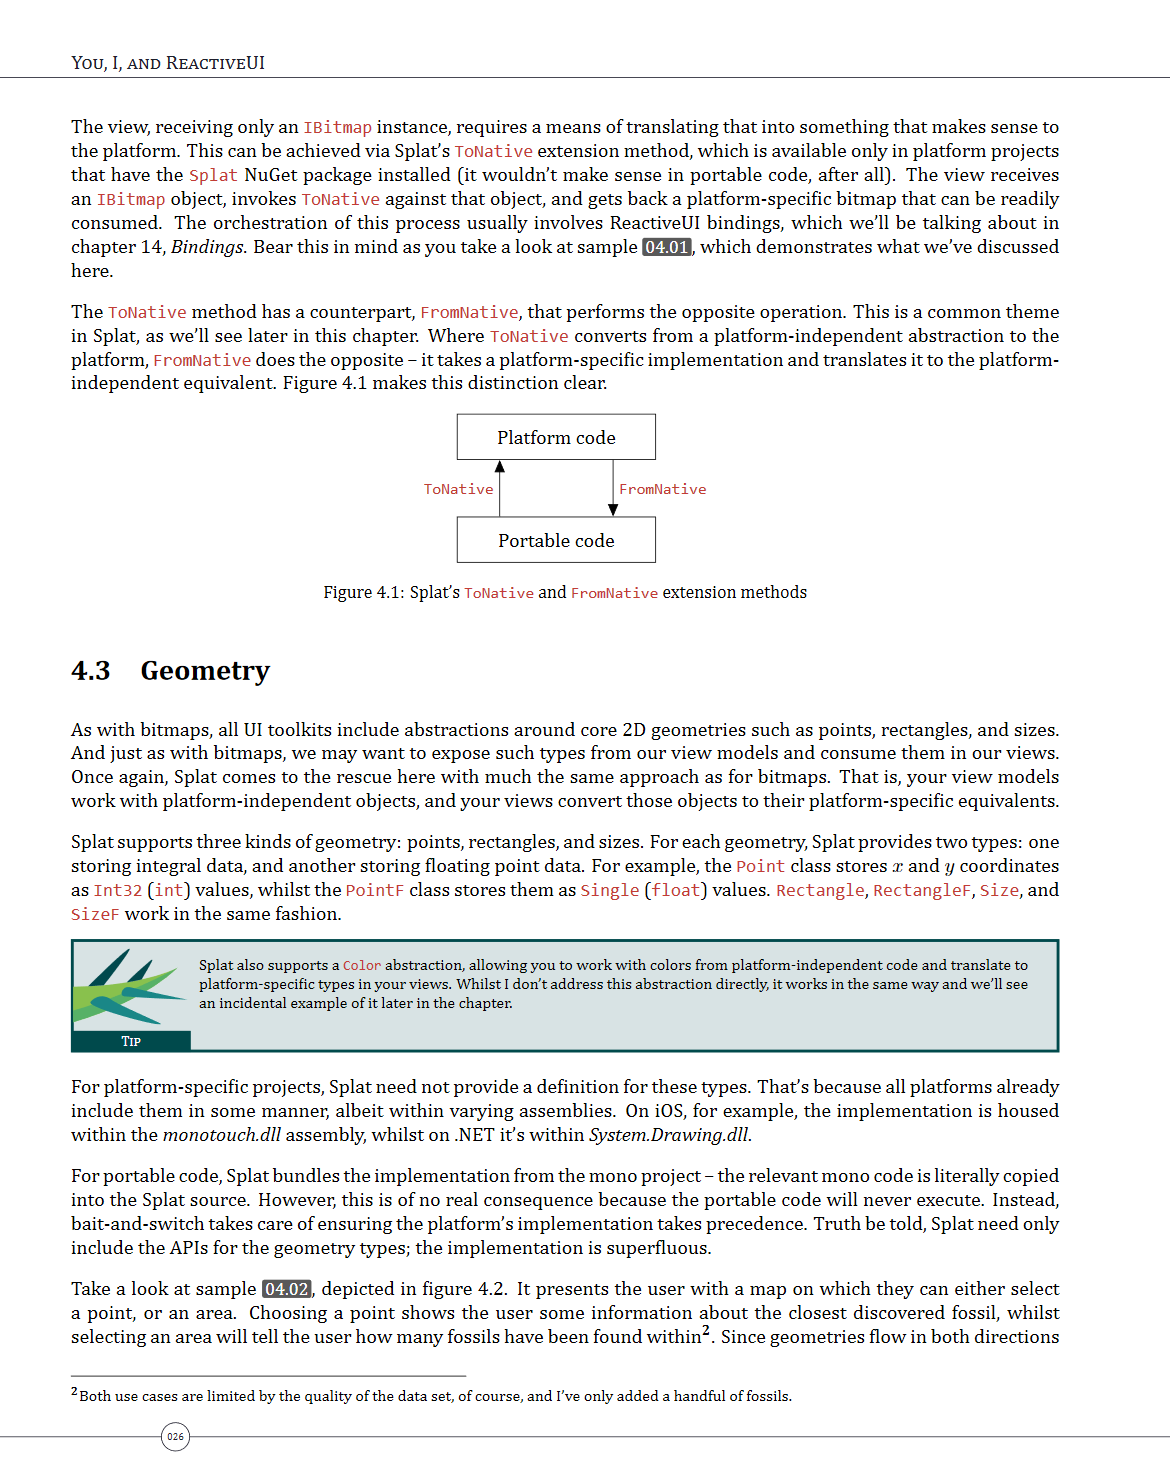 You, I, and ReactiveUI
The view, receiving only an IBitmap instance, requires a means of translating that into something that makes sense to
the platform. This can be achieved via Splat’s ToNative extension method, which is available only in platform projects
that have the Splat NuGet package installed (it wouldn’t make sense in portable code, after all). The view receives
an IBitmap object, invokes ToNative against that object, and gets back a platform-specific bitmap that can be readily
consumed. The orchestration of this process usually involves ReactiveUI bindings, which we’ll be talking about in
chapter 14, Bindings. Bear this in mind as you take a look at sample 04.01, which demonstrates what we’ve discussed
here.
The ToNative method has a counterpart, FromNative, that performs the opposite operation. This is a common theme
in Splat, as we’ll see later in this chapter. Where ToNative converts from a platform-independent abstraction to the
platform, FromNative does the opposite – it takes a platform-specific implementation and translates it to the platform-
independent equivalent. Figure 4.1 makes this distinction clear.
Platform code
ToNative
FromNative
Portable code
Figure 4.1: Splat’s ToNative and FromNative extension methods
4.3 Geometry
As with bitmaps, all UI toolkits include abstractions around core 2D geometries such as points, rectangles, and sizes.
And just as with bitmaps, we may want to expose such types from our view models and consume them in our views.
Once again, Splat comes to the rescue here with much the same approach as for bitmaps. That is, your view models
work with platform-independent objects, and your views convert those objects to their platform-specific equivalents.
Splat supports three kinds of geometry: points, rectangles, and sizes. For each geometry, Splat provides two types: one
storing integral data, and another storing floating point data. For example, the Point class stores x and y coordinates
as Int32 (int) values, whilst the PointF class stores them as Single (float) values. Rectangle, RectangleF, Size, and
SizeF work in the same fashion.
Splat also supports a Color abstraction, allowing you to work with colors from platform-independent code and translate to
platform-specific types in your views. Whilst I don’t address this abstraction directly, it works in the same way and we’ll see
an incidental example of it later in the chapter.
Tip
For platform-specific projects, Splat need not provide a definition for these types. That’s because all platforms already
include them in some manner, albeit within varying assemblies. On iOS, for example, the implementation is housed
within the monotouch.dll assembly, whilst on .NET it’s within System.Drawing.dll.
For portable code, Splat bundles the implementation from the mono project – the relevant mono code is literally copied
into the Splat source. However, this is of no real consequence because the portable code will never execute. Instead,
bait-and-switch takes care of ensuring the platform’s implementation takes precedence. Truth be told, Splat need only
include the APIs for the geometry types; the implementation is superfluous.
Take a look at sample 04.02, depicted in figure 4.2. It presents the user with a map on which they can either select
a point, or an area. Choosing a point shows the user some information about the closest discovered fossil, whilst
selecting an area will tell the user how many fossils have been found within². Since geometries flow in both directions
²Both use cases are limited by the quality of the data set, of course, and I’ve only added a handful of fossils.
026